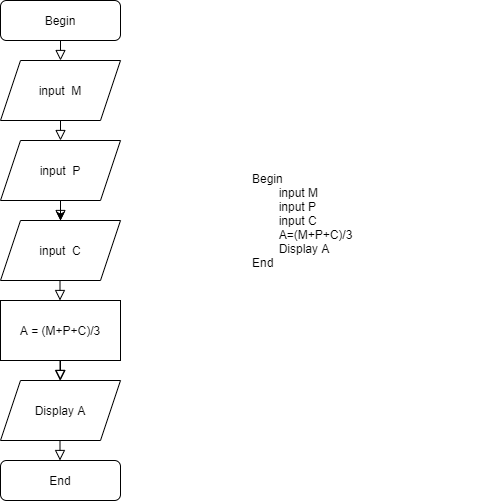 Begin
input M
input P
input C
A = (M+P+C)/3
Display A
End
Begin
input M
input P
input C
A=(M+P+C)/3
Display A
End